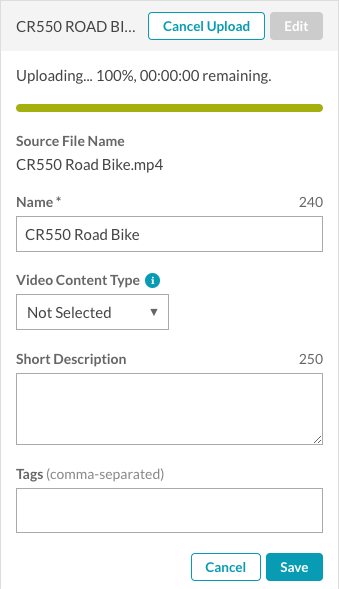 CR550 ROAD BI... Cancel Upload Edit
Uploading... 100%, 00:00:00 remaining.
Source File Name
CR550 Road Bike.mp4
Name * 240
CR550 Road Bike
Video Content Type i
Not Selected ▼
Short Description 250
Tags (comma-separated)
Cancel Save